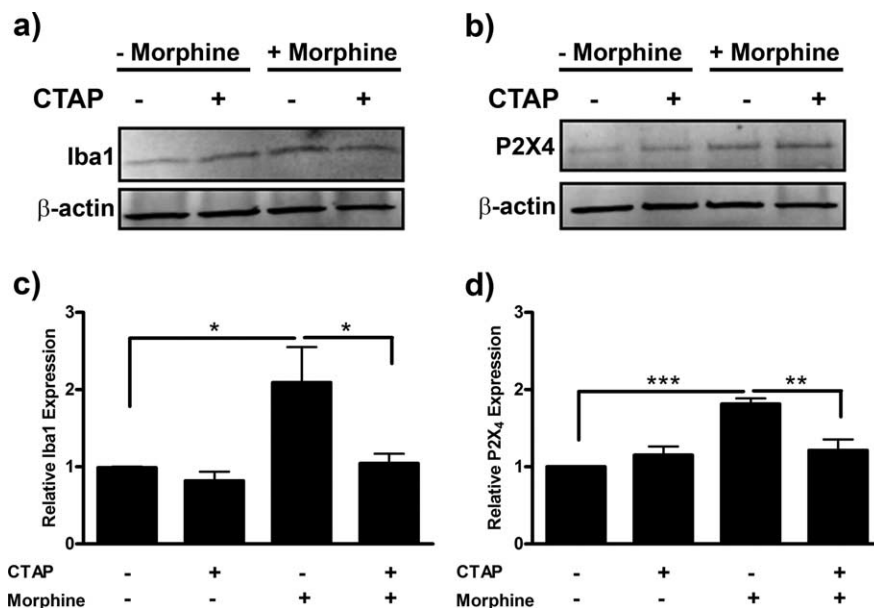 a)
- Morphine + Morphine
CTAP - + - +
Iba1
β-actin
b)
- Morphine + Morphine
CTAP - + - +
P2X4
β-actin
c)
Relative Iba1 Expression
3
2
1
0
* *
CTAP - + - +
Morphine - - + +
d)
Relative P2X₄ Expression
3
2
1
0
*** **
CTAP - + - +
Morphine - - + +